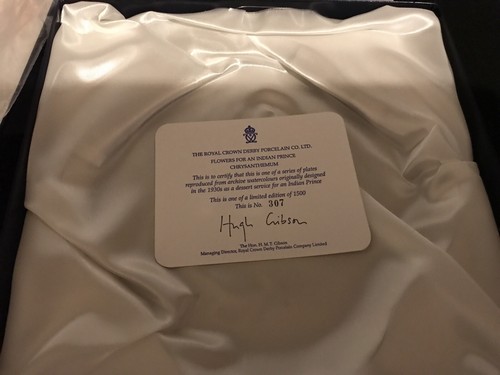 THE ROYAL CROWN DERBY PORCELAIN CO. LTD.
FLOWERS FOR AN INDIAN PRINCE
CHRYSANTHEMUM
This is to certify that this is one of a series of plates
reproduced from archive watercolours originally designed
in the 1930s as a dessert service for an Indian Prince
This is one of a limited edition of 1500
This is No. 307
Hugh Gibson
The Hon. H. M. T. Gibson
Managing Director, Royal Crown Derby Porcelain Company Limited